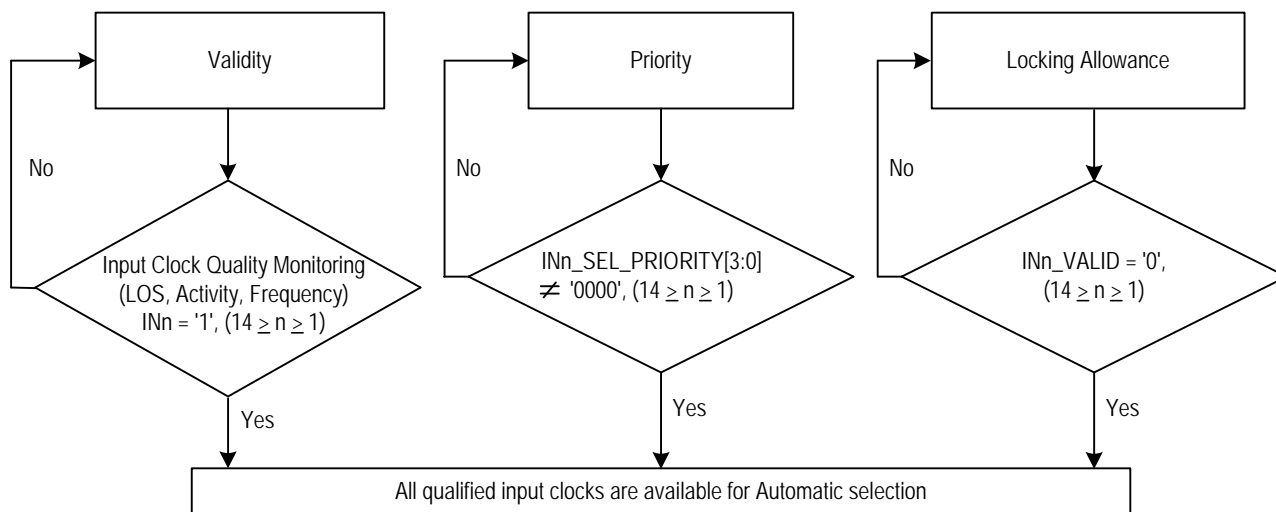 Validity
Priority
Locking Allowance
No
No
No
Input Clock Quality Monitoring
(LOS, Activity, Frequency)
INn = '1', (14 ≥ n ≥ 1)
INn_SEL_PRIORITY[3:0]
≠ '0000', (14 ≥ n ≥ 1)
INn_VALID = '0',
(14 ≥ n ≥ 1)
Yes
Yes
Yes
All qualified input clocks are available for Automatic selection